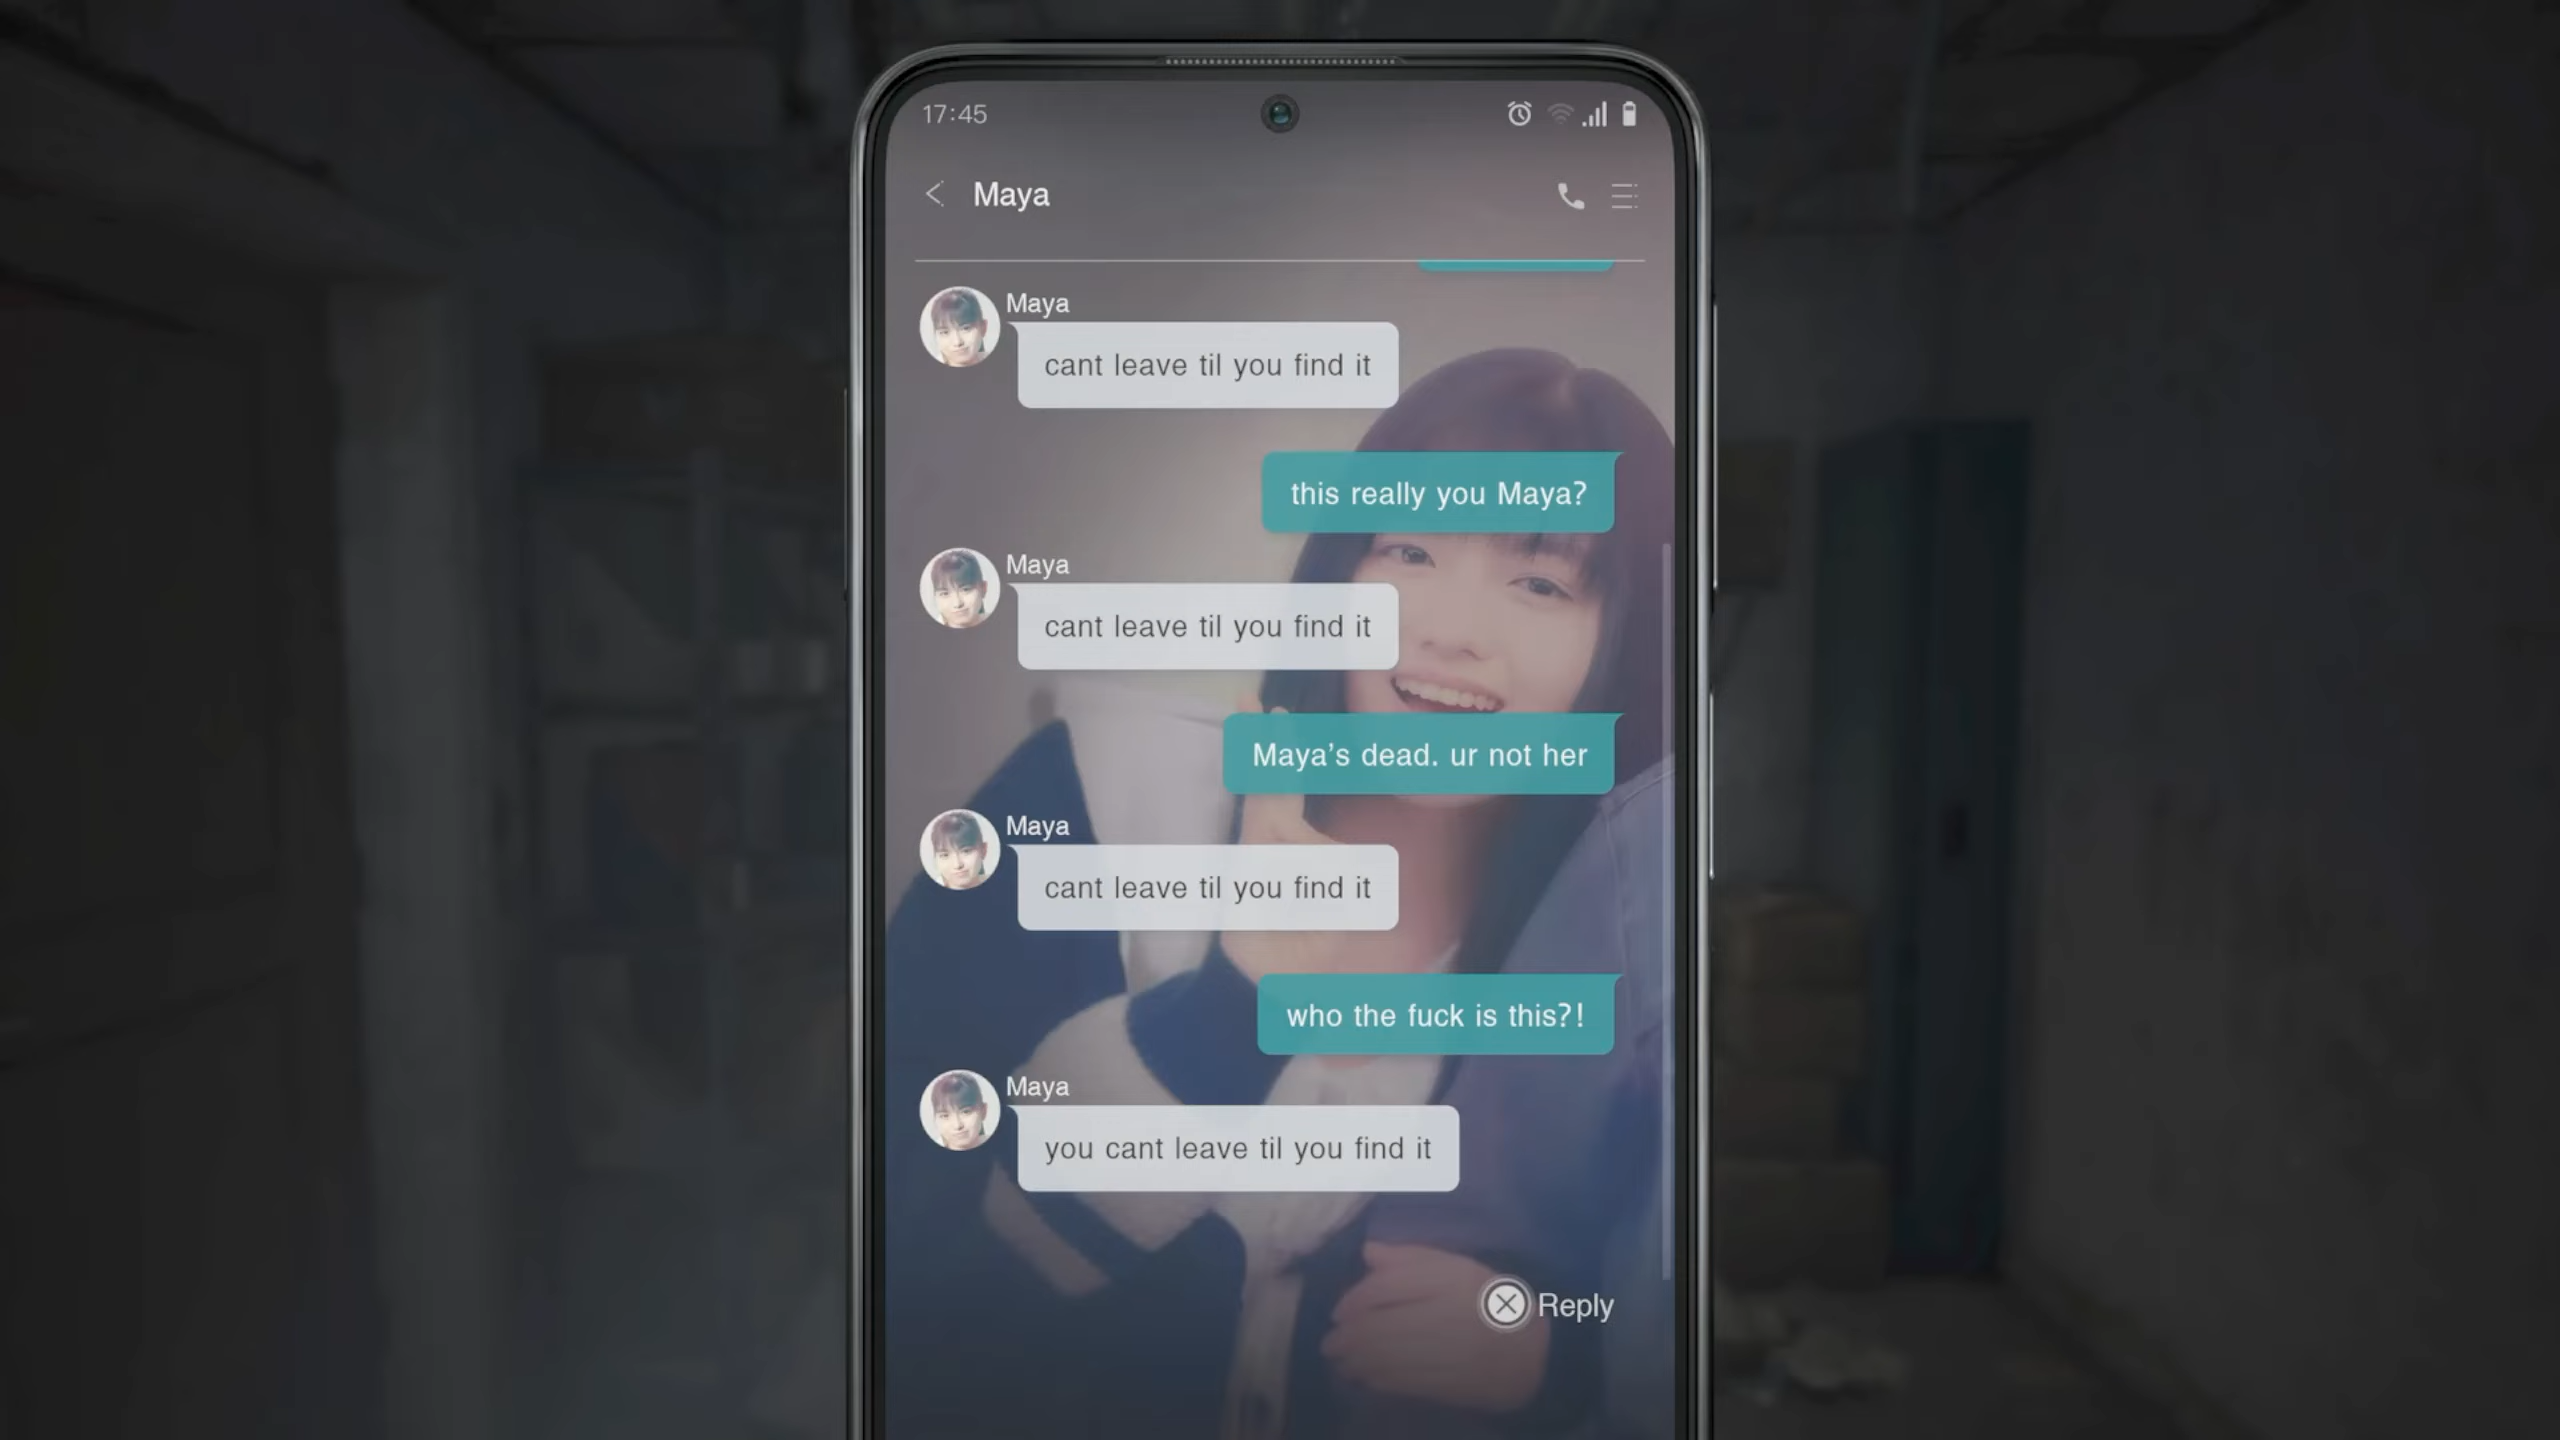 17:45
Maya
Maya
cant leave til you find it
this really you Maya?
Maya
cant leave til you find it
Maya’s dead. ur not her
Maya
cant leave til you find it
who the fuck is this?!
Maya
you cant leave til you find it
Reply